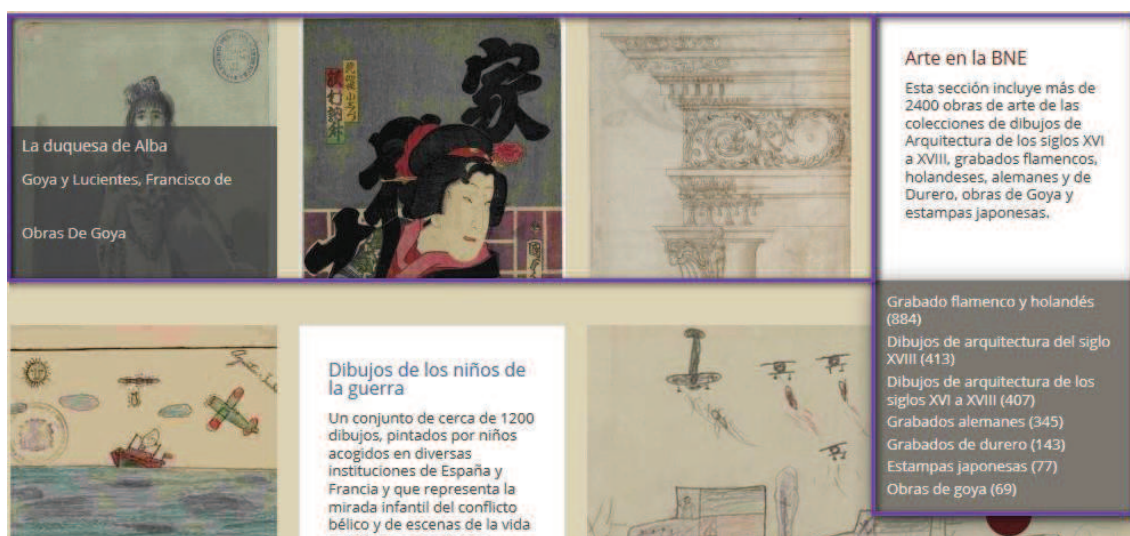 La duquesa de Alba
Goya y Lucientes, Francisco de
Obras De Goya
家
Arte en la BNE
Esta sección incluye más de
2400 obras de arte de las
colecciones de dibujos de
Arquitectura de los siglos XVI
a XVIII, grabados flamencos,
holandeses, alemanes y de
Durero, obras de Goya y
estampas japonesas.
Grabado flamenco y holandés
(884)
Dibujos de arquitectura del siglo
XVIII (413)
Dibujos de arquitectura de los
siglos XVI a XVIII (407)
Grabados alemanes (345)
Grabados de durero (143)
Estampas japonesas (77)
Obras de goya (69)
Dibujos de los niños de
la guerra
Un conjunto de cerca de 1200
dibujos, pintados por niños
acogidos en diversas
instituciones de España y
Francia y que representa la
mirada infantil del conflicto
bélico y de escenas de la vida